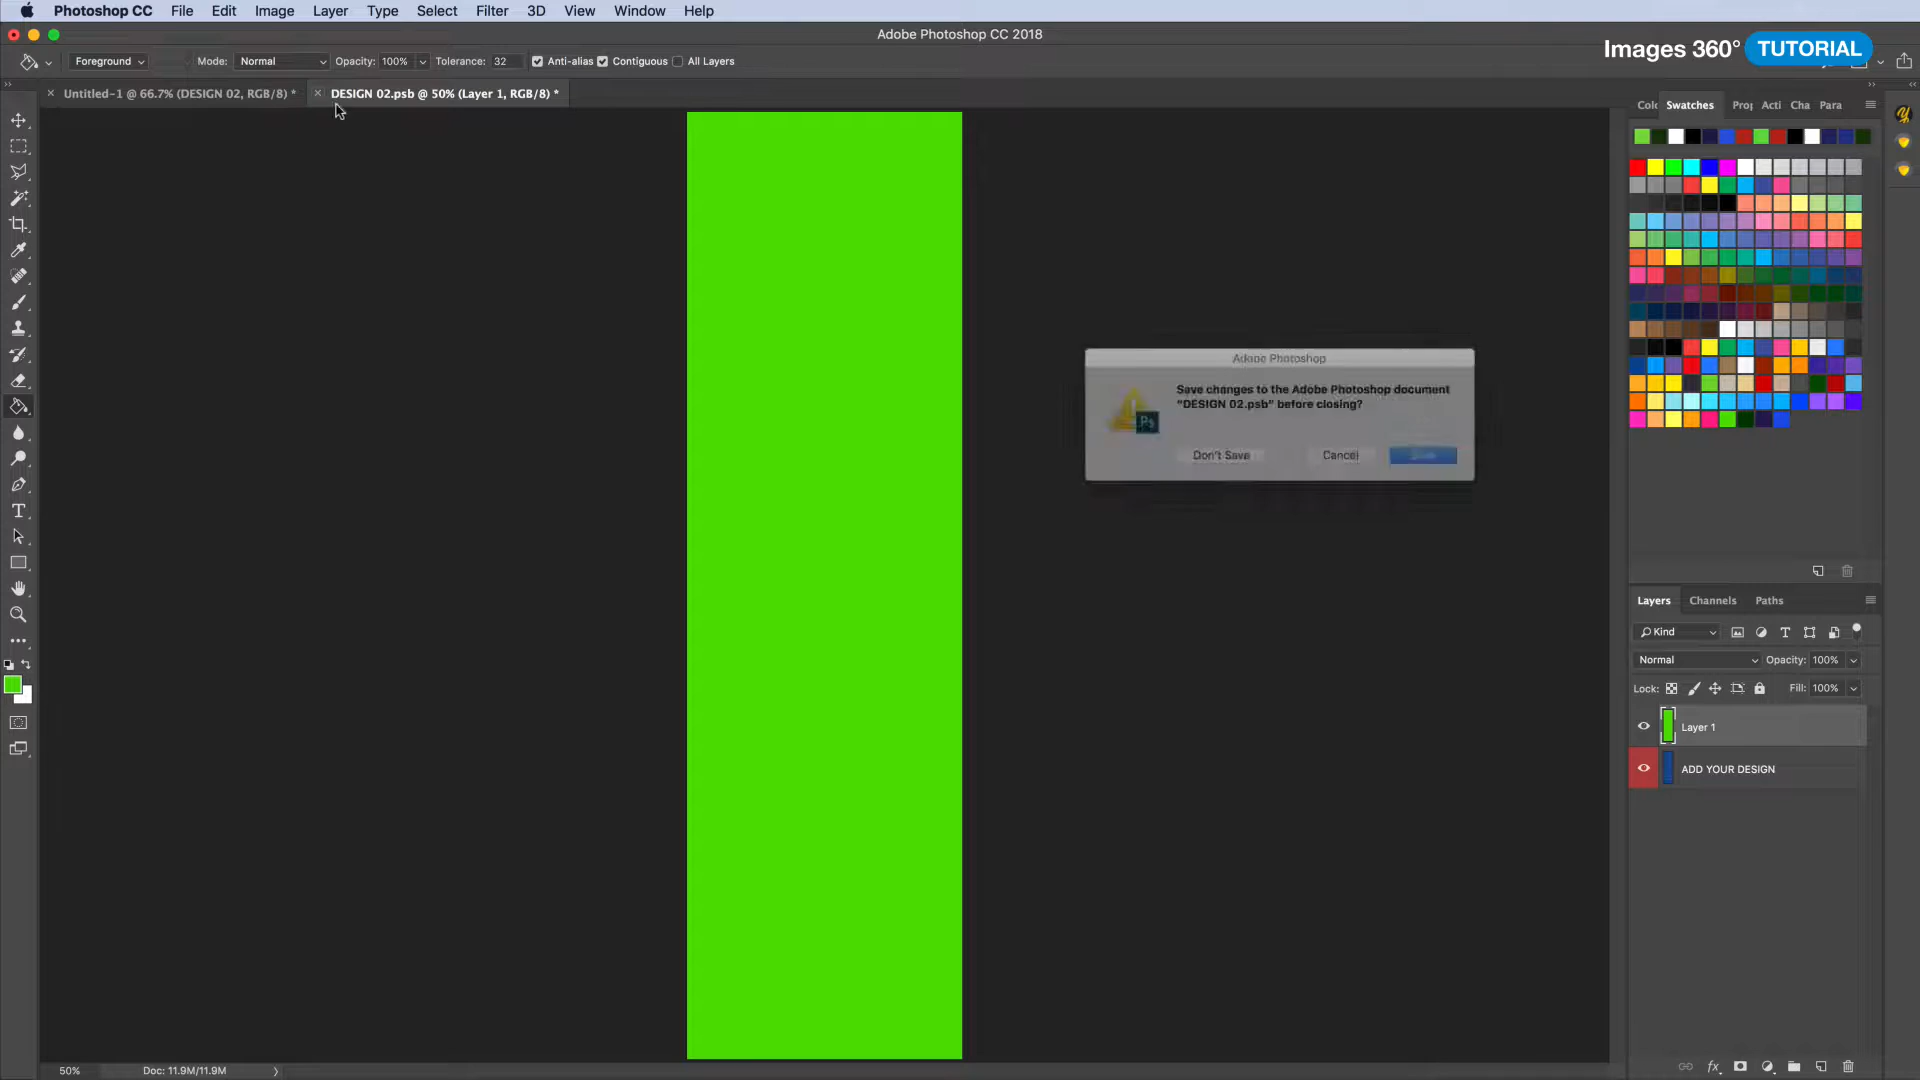 Photoshop CC File Edit Image Layer Type Select Filter 3D View Window Help
Adobe Photoshop CC 2018
Images 360° TUTORIAL
Foreground Mode: Normal Opacity: 100% Tolerance: 32 Anti-alias Contiguous All Layers
Untitled-1 @ 66.7% (DESIGN 02, RGB/8) * DESIGN 02.psb @ 50% (Layer 1, RGB/8) *
Swatches Acti Cha Para
Adobe Photoshop
Save changes to the Adobe Photoshop document
"DESIGN 02.psb" before closing?
Ps
Don't Save Cancel Save
Layers Channels Paths
Kind
Normal Opacity: 100%
Lock: Fill: 100%
Layer 1
ADD YOUR DESIGN
fx
50% Doc: 11.9M/11.9M